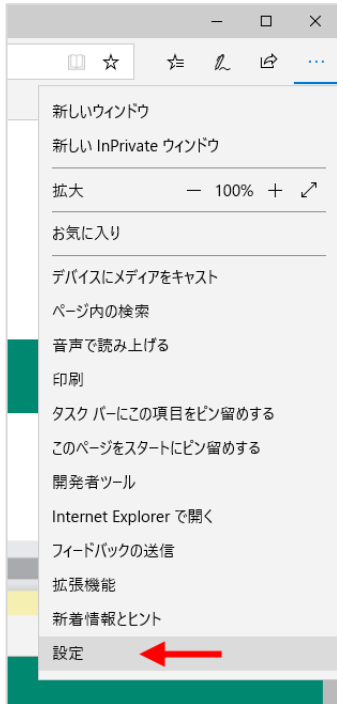 新しいウィンドウ
新しい InPrivate ウィンドウ
拡大 － 100% ＋
お気に入り
デバイスにメディアをキャスト
ページ内の検索
音声で読み上げる
印刷
タスク バーにこの項目をピン留めする
このページをスタートにピン留めする
開発者ツール
Internet Explorer で開く
フィードバックの送信
拡張機能
新着情報とヒント
設定